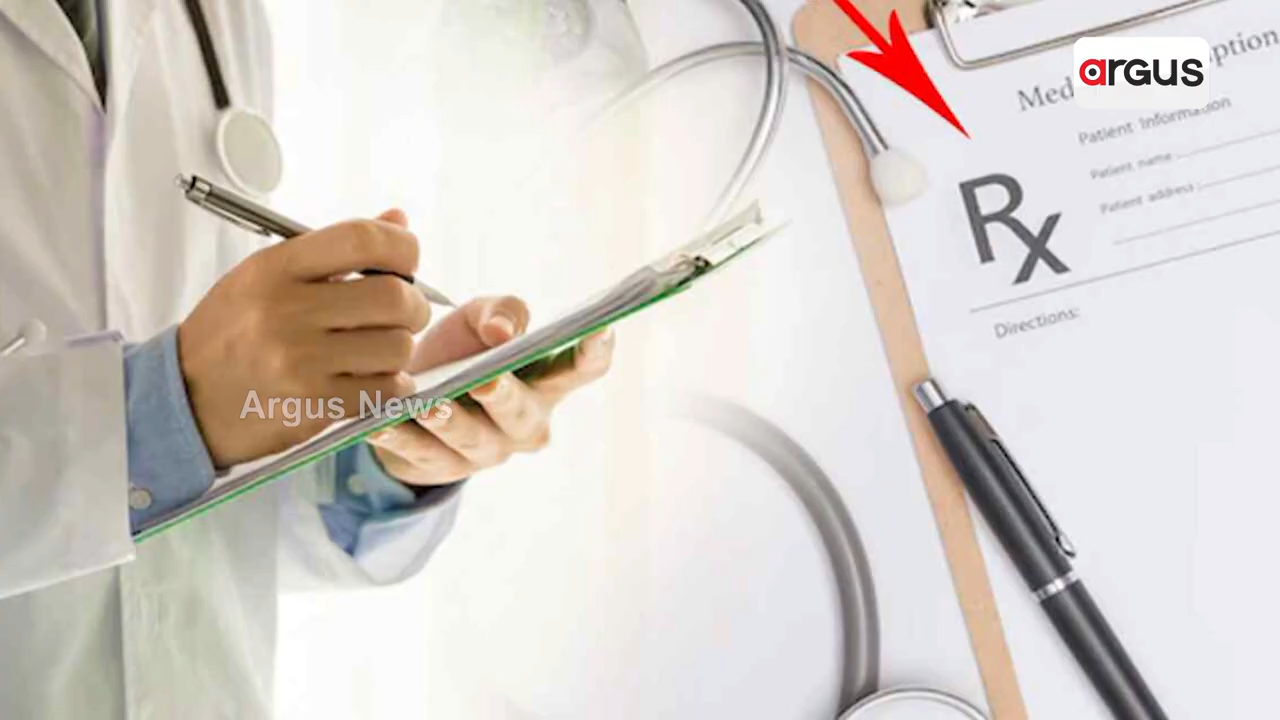 argus
Med ption
Patient Information
Patient name
Patient address :
Rx
Directions:
Argus News